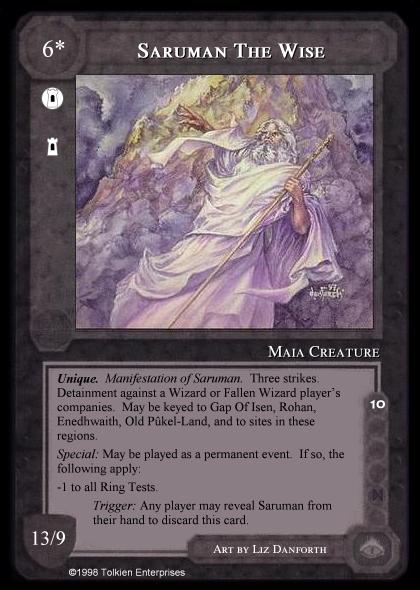 6*
SARUMAN THE WISE
MAIA CREATURE
Unique. Manifestation of Saruman. Three strikes.
Detainment against a Wizard or Fallen Wizard player's
companies. May be keyed to Gap Of Isen, Rohan,
Enedhwaith, Old Pûkel-Land, and to sites in these
regions.
10
Special: May be played as a permanent event. If so, the
following apply:
-1 to all Ring Tests.
Trigger: Any player may reveal Saruman from
their hand to discard this card.
13/9
ART BY LIZ DANFORTH
©1998 Tolkien Enterprises